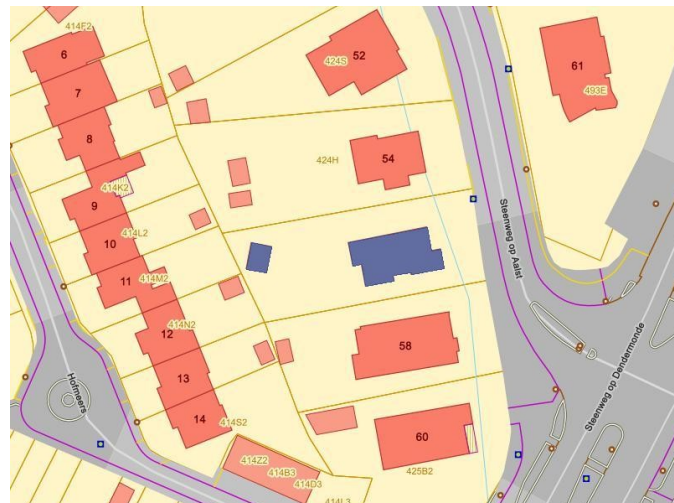 414F2
6
7
8
414K2
9
10
414L2
11
414M2
12
414N2
13
14
414S2
414Z2
414B3
414D3
414L3
Hofmeers
52
424S
54
424H
58
60
425B2
61
493E
Steenweg op Aalst
Steenweg op Dendermonde